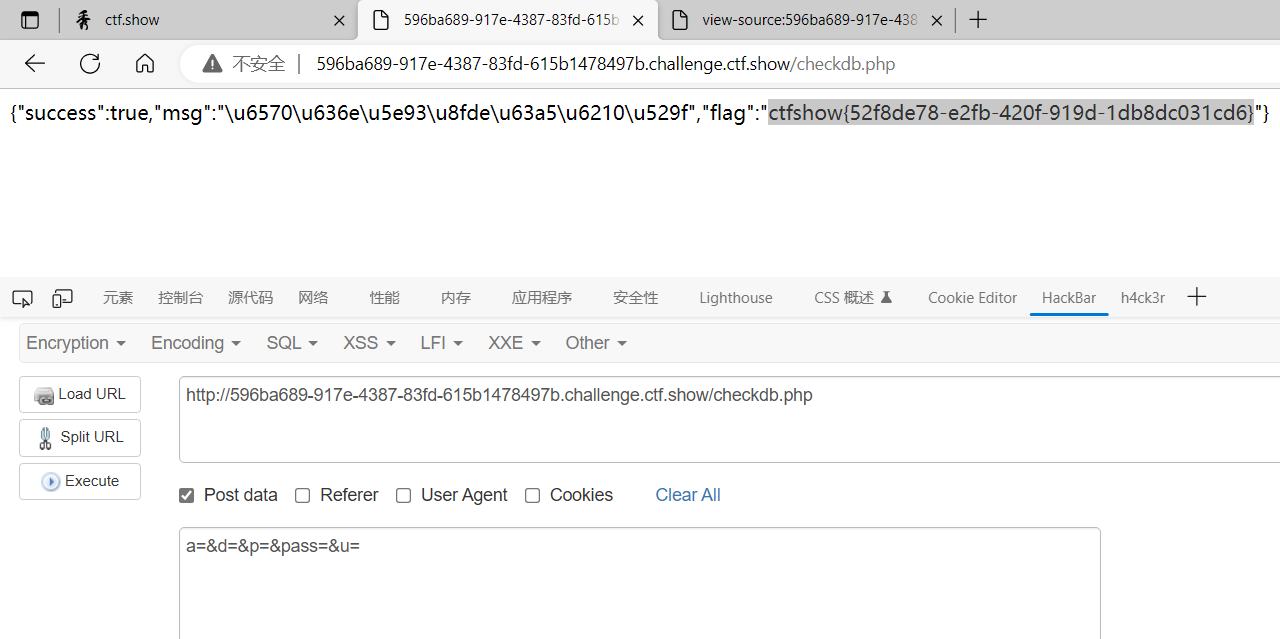 ctf.show
596ba689-917e-4387-83fd-615b
view-source:596ba689-917e-438
不安全 596ba689-917e-4387-83fd-615b1478497b.challenge.ctf.show/checkdb.php
{"success":true,"msg":"\u6570\u636e\u5e93\u8fde\u63a5\u6210\u529f","flag":"ctfshow{52f8de78-e2fb-420f-919d-1db8dc031cd6}"}
元素 控制台 源代码 网络 性能 内存 应用程序 安全性 Lighthouse CSS 概述 Cookie Editor HackBar h4ck3r
Encryption Encoding SQL XSS LFI XXE Other
Load URL
http://596ba689-917e-4387-83fd-615b1478497b.challenge.ctf.show/checkdb.php
Split URL
Execute
Post data Referer User Agent Cookies Clear All
a=&d=&p=&pass=&u=